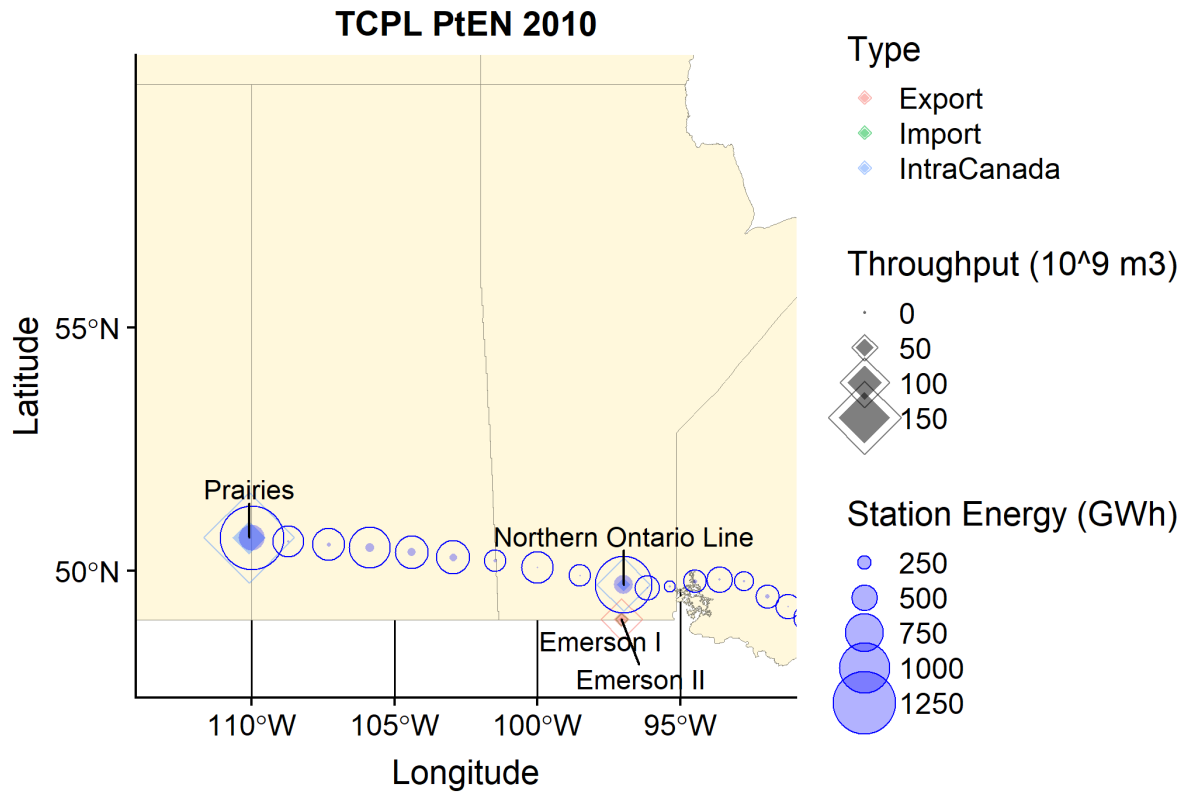 TCPL PtEN 2010
Latitude
55°N
50°N
Prairies
Northern Ontario Line
Emerson I
Emerson II
110°W
105°W
100°W
95°W
Longitude
Type
Export
Import
IntraCanada
Throughput (10^9 m3)
0
50
100
150
Station Energy (GWh)
250
500
750
1000
1250